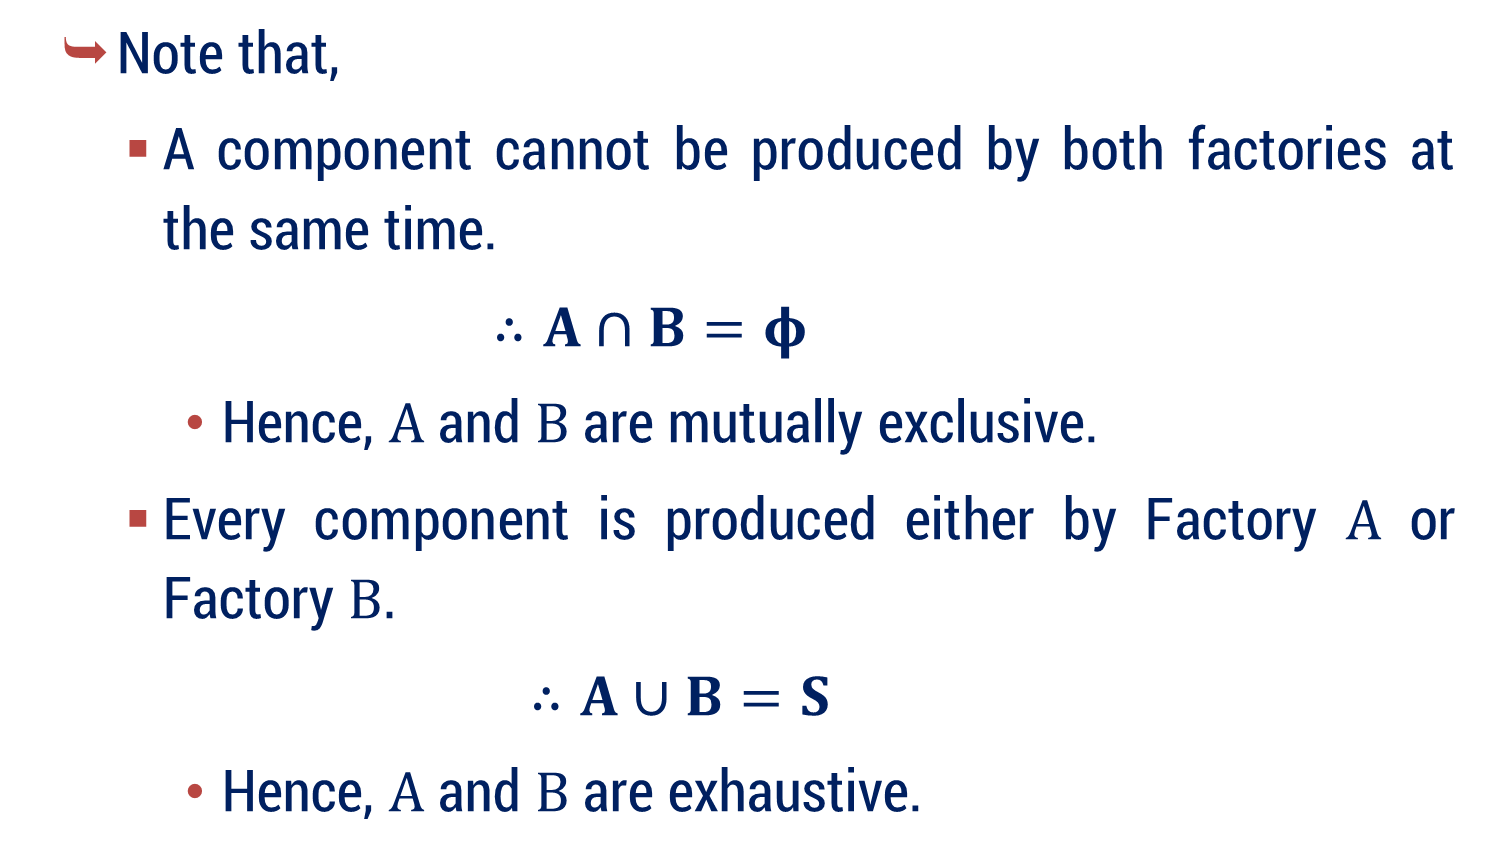 ➥ Note that,
▪ A component cannot be produced by both factories at
the same time.
∴ A ∩ B = ϕ
• Hence, A and B are mutually exclusive.
▪ Every component is produced either by Factory A or
Factory B.
∴ A ∪ B = S
• Hence, A and B are exhaustive.